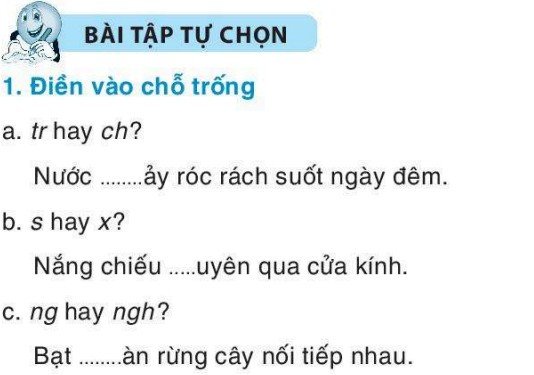 BÀI TẬP TỰ CHỌN
1. Điền vào chỗ trống
a. tr hay ch?
Nước ........ảy róc rách suốt ngày đêm.
b. s hay x?
Nắng chiếu .....uyên qua cửa kính.
c. ng hay ngh?
Bạt ........àn rừng cây nối tiếp nhau.